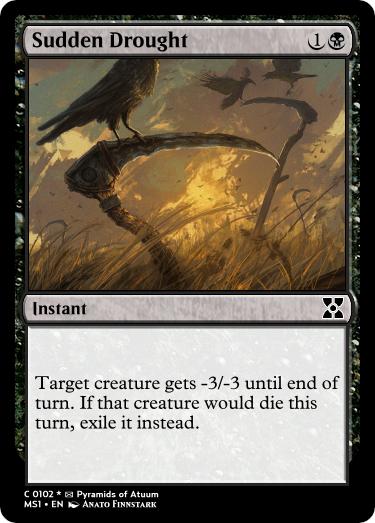 Sudden Drought 1
Instant
Target creature gets -3/-3 until end of
turn. If that creature would die this
turn, exile it instead.
C 0102 * Pyramids of Atuum
MS1 • EN Anato Finnstark